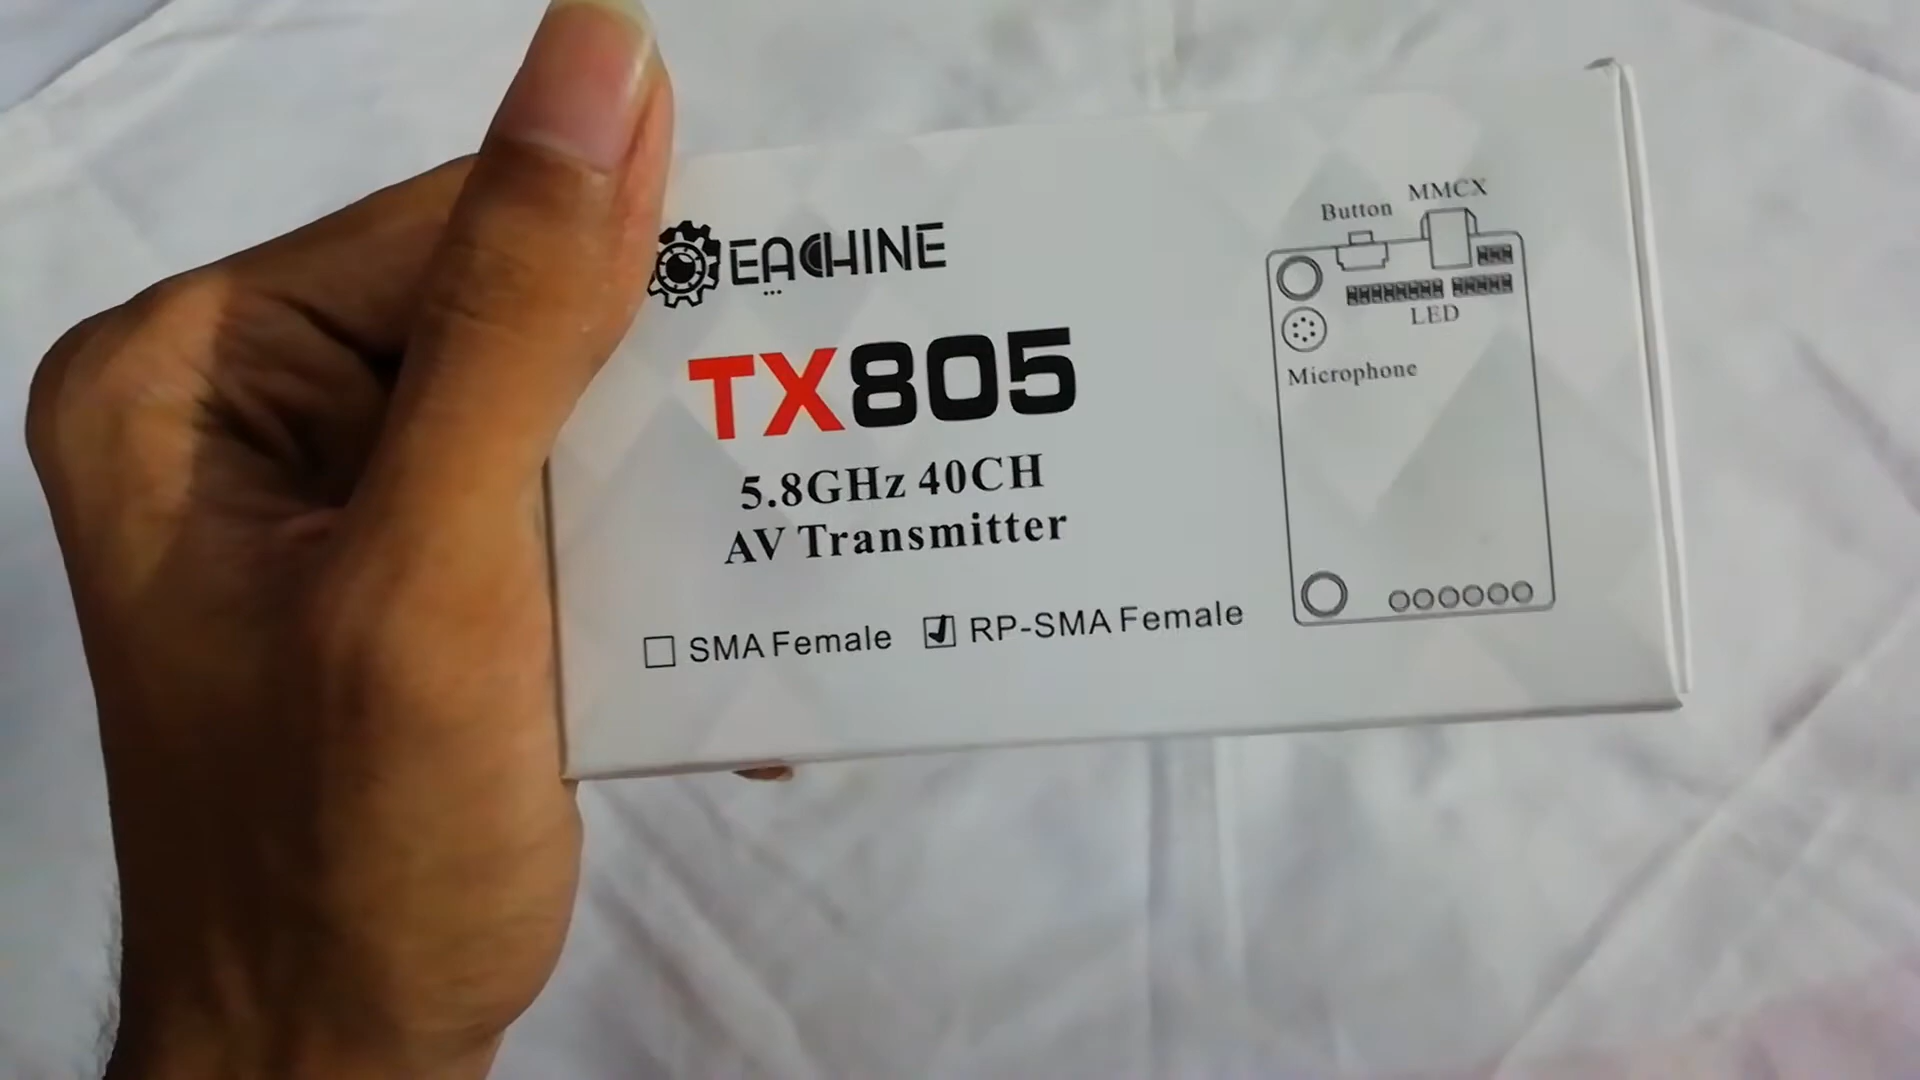 EACHINE
TX805
5.8GHz 40CH
AV Transmitter
SMA Female
RP-SMA Female
Button
MMCX
LED
Microphone